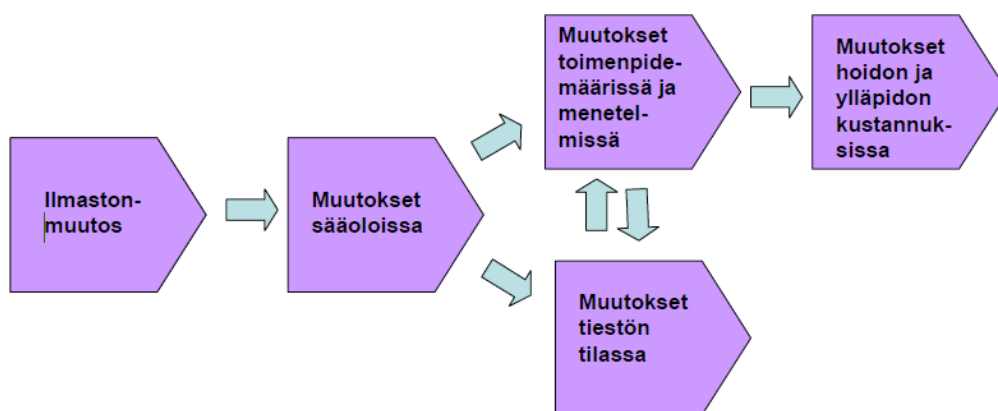 Ilmaston-
muutos
Muutokset
sääoloissa
Muutokset
toimenpide-
määrissä ja
menetel-
missä
Muutokset
tiestön
tilassa
Muutokset
hoidon ja
ylläpidon
kustannuk-
sissa